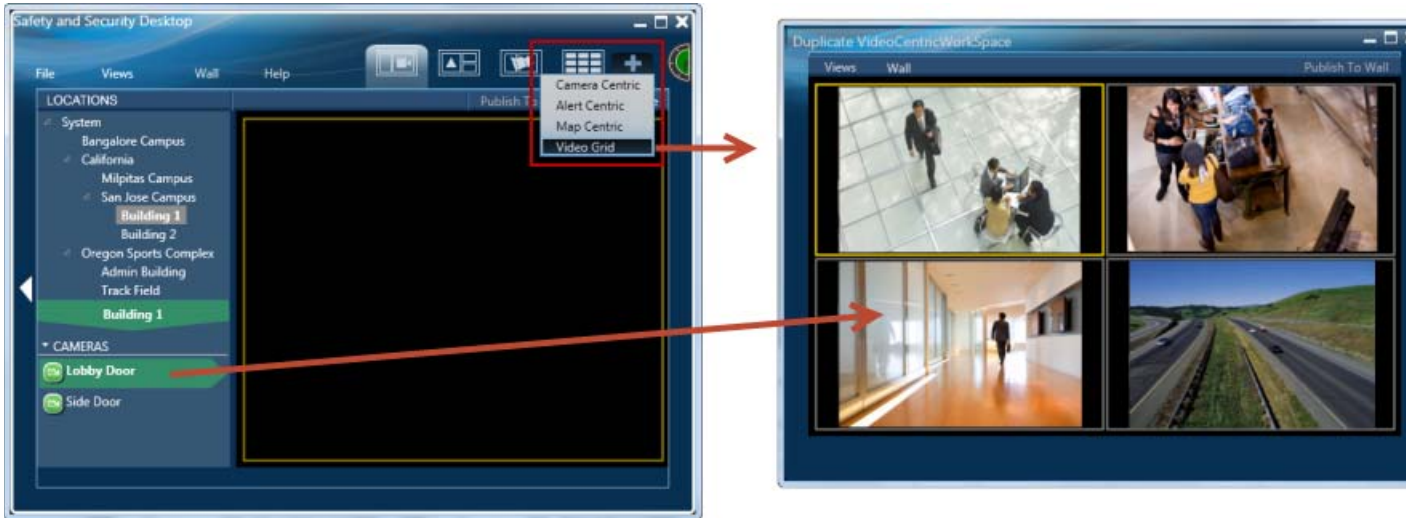 Safety and Security Desktop
File Views Wall Help
LOCATIONS
Publish To
System
Bangalore Campus
California
Milpitas Campus
San Jose Campus
Building 1
Building 2
Oregon Sports Complex
Admin Building
Track Field
Building 1
CAMERAS
Lobby Door
Side Door
Camera Centric
Alert Centric
Map Centric
Video Grid
Duplicate VideoCentricWorkSpace
Views Wall Publish To Wall